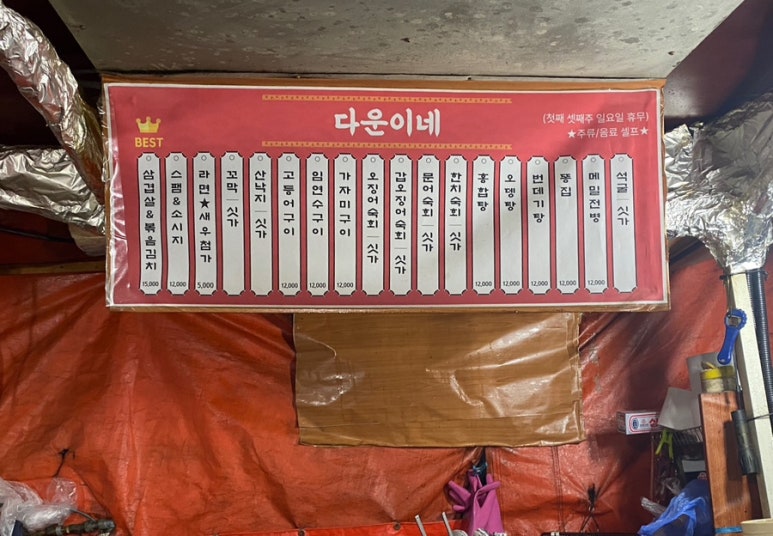 다운이네
(첫째 셋째주 일요일 휴무)
★주류/음료 셀프★
BEST
삼겹살&볶음김치 15,000
스팸&소시지 12,000
라면★새우첨가 5,000
꼬막 싯가
산낙지 싯가
고등어구이 12,000
임연수구이 12,000
가자미구이 12,000
오징어숙회 싯가
갑오징어숙회 싯가
문어숙회 싯가
한치숙회 싯가
홍합탕 12,000
오뎅탕 12,000
번데기탕 12,000
똥집 12,000
메밀전병 12,000
석굴 싯가